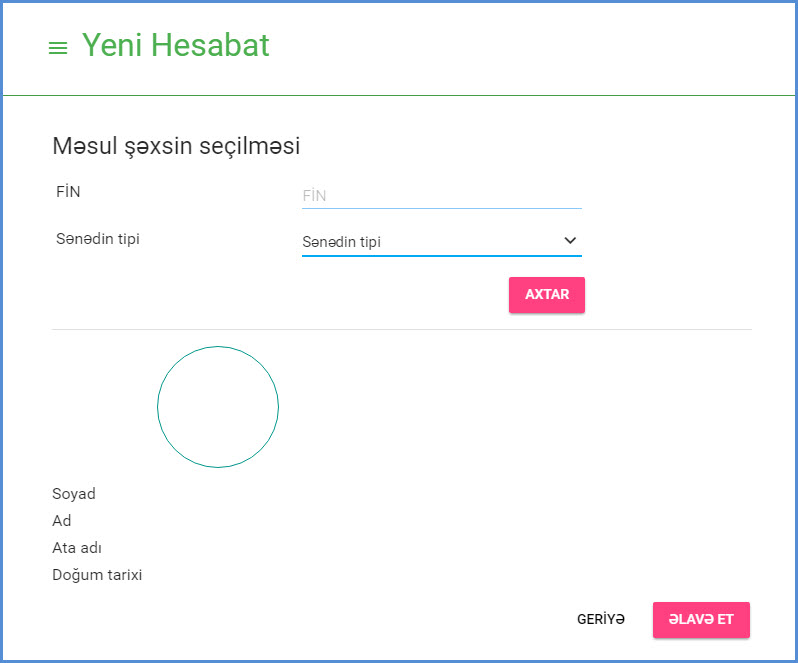 Yeni Hesabat
Məsul şəxsin seçilməsi
FİN
FİN
Sənədin tipi
Sənədin tipi
AXTAR
Soyad
Ad
Ata adı
Doğum tarixi
GERİYƏ
ƏLAVƏ ET